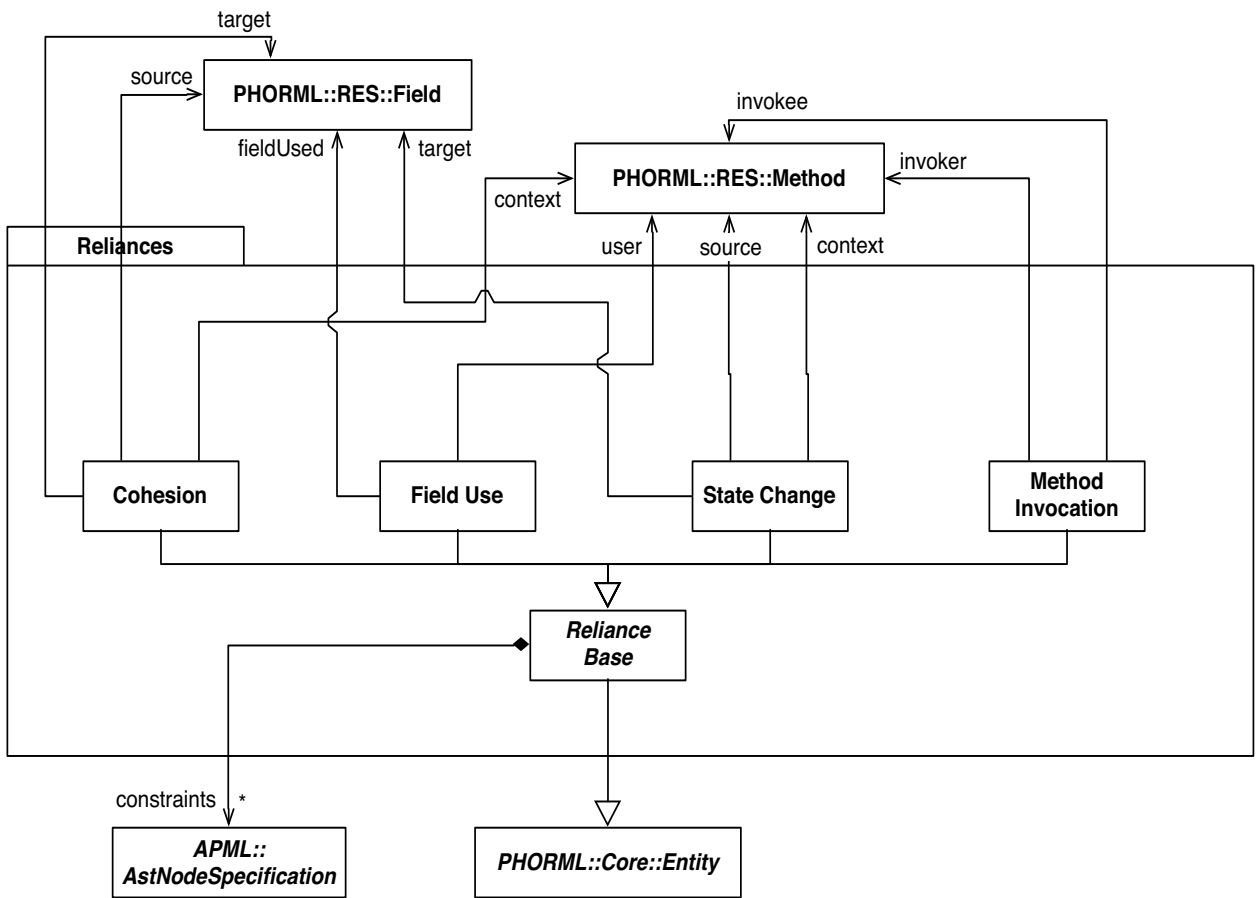 target
source
PHORML::RES::Field
fieldUsed
target
invokee
PHORML::RES::Method
invoker
context
Reliances
user
source
context
Cohesion
Field Use
State Change
Method
Invocation
Reliance
Base
constraints
*
APML::
AstNodeSpecification
PHORML::Core::Entity